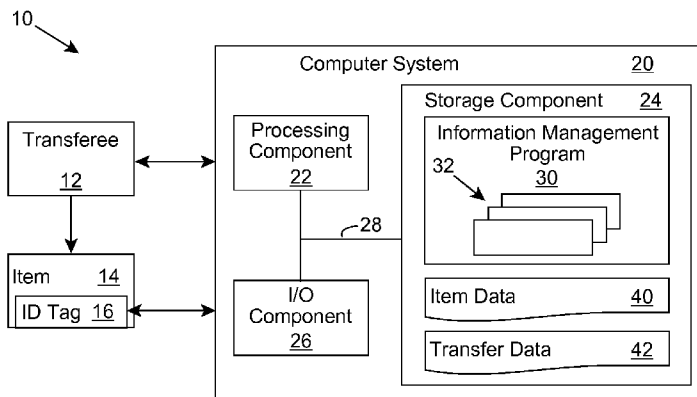 10
Computer System 20
Transferee
12
Item 14
ID Tag 16
Processing
Component
22
28
I/O
Component
26
Storage Component 24
Information Management
Program
30
32
Item Data 40
Transfer Data 42